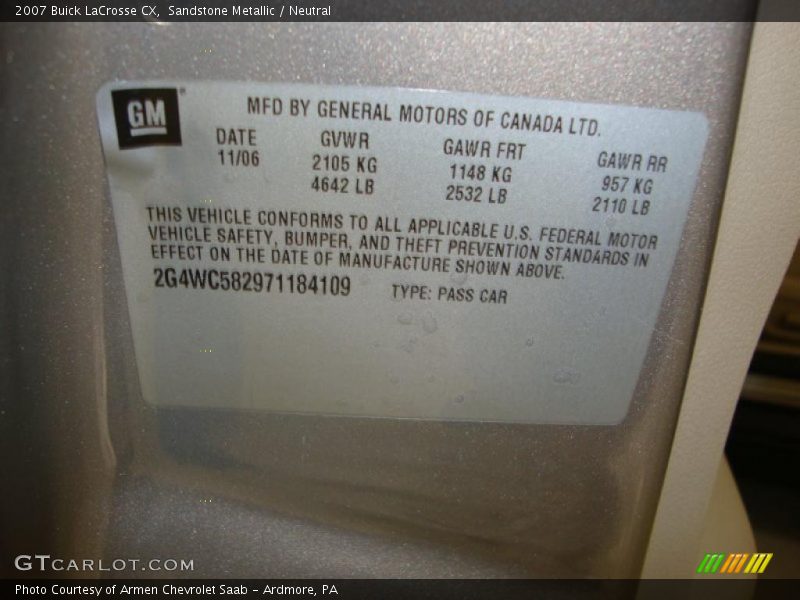 2007 Buick LaCrosse CX, Sandstone Metallic / Neutral
GM
MFD BY GENERAL MOTORS OF CANADA LTD.
DATE GVWR GAWR FRT GAWR RR
11/06 2105 KG 1148 KG 957 KG
4642 LB 2532 LB 2110 LB
THIS VEHICLE CONFORMS TO ALL APPLICABLE U.S. FEDERAL MOTOR
VEHICLE SAFETY, BUMPER, AND THEFT PREVENTION STANDARDS IN
EFFECT ON THE DATE OF MANUFACTURE SHOWN ABOVE.
2G4WC582971184109 TYPE: PASS CAR
GTCARLOT.COM
Photo Courtesy of Armen Chevrolet Saab - Ardmore, PA